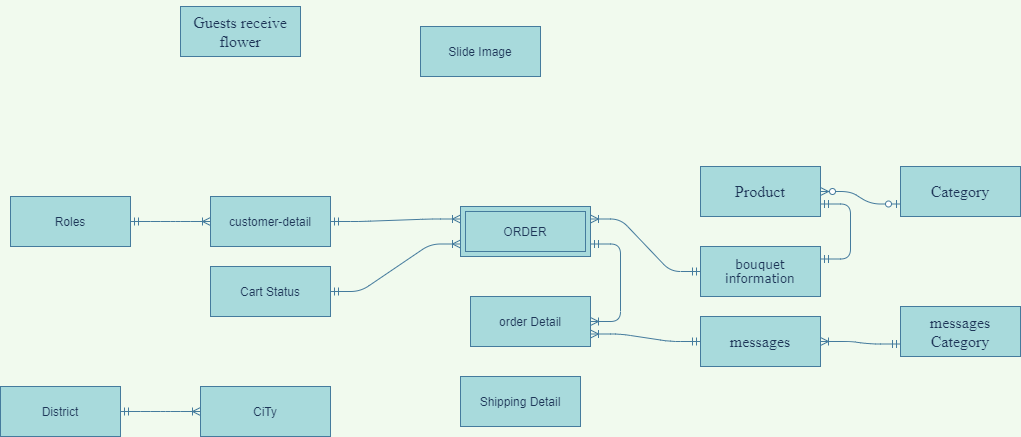 Guests receive
flower
Slide Image
Product
Category
Roles
customer-detail
ORDER
bouquet
information
Cart Status
order Detail
messages
messages
Category
District
CiTy
Shipping Detail